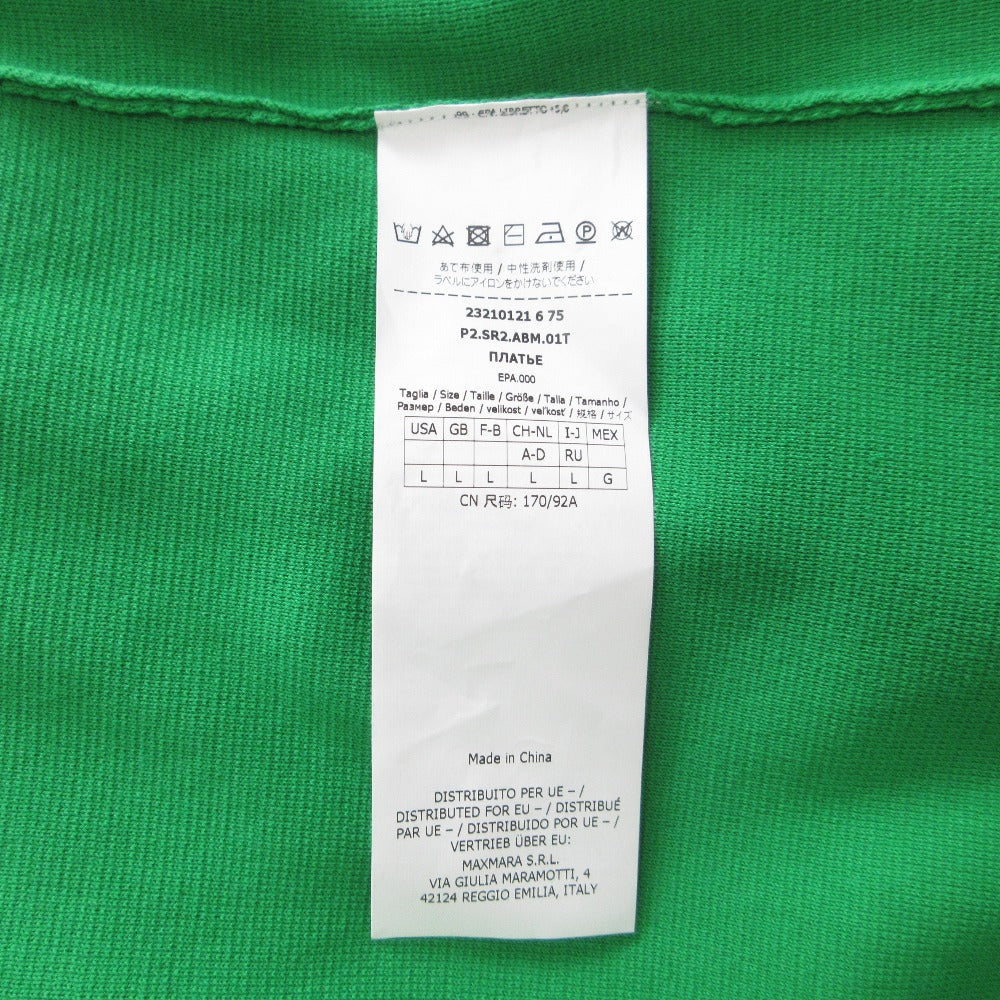 あて布使用 / 中性洗剤使用 /
ラベルにアイロンをかけないでください
23210121 6 75
P2.SR2.ABM.01T
ПЛАТЬЕ
EPA.000
Taglia / Size / Taille / Größe / Talla / Tamanho /
Размер / Beden / velikost / veľkosť / 规格 / サイズ
USA GB F-B CH-NL I-J MEX
A-D RU
L L L L L G
CN 尺码: 170/92A
Made in China
DISTRIBUITO PER UE – /
DISTRIBUTED FOR EU – / DISTRIBUÉ
PAR UE – / DISTRIBUIDO POR UE – /
VERTRIEB ÜBER EU:
MAXMARA S.R.L.
VIA GIULIA MARAMOTTI, 4
42124 REGGIO EMILIA, ITALY